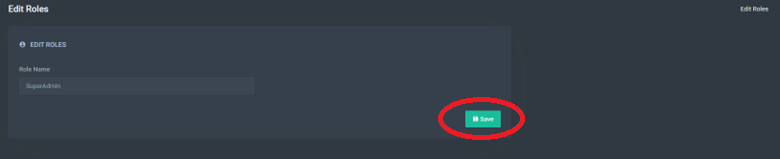 Edit Roles
Edit Roles
EDIT ROLES
Role Name
SuperAdmin
Save